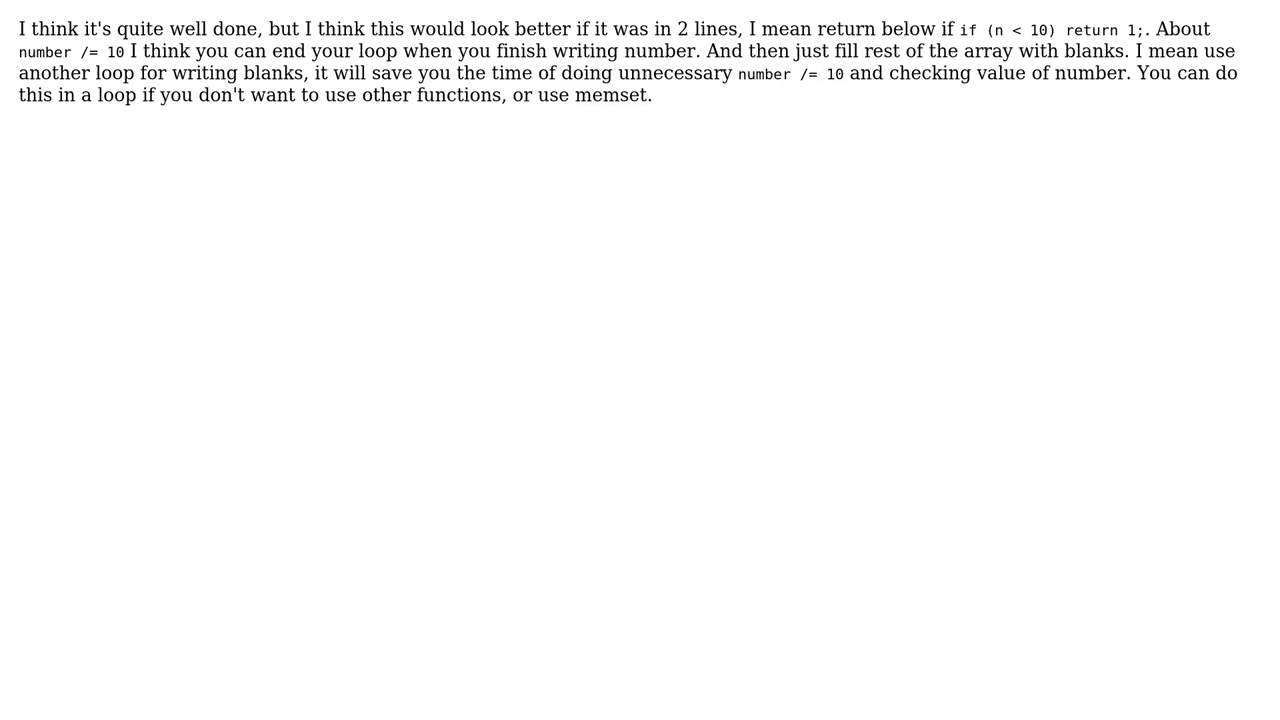 I think it's quite well done, but I think this would look better if it was in 2 lines, I mean return below if if (n < 10) return 1;. About
number /= 10 I think you can end your loop when you finish writing number. And then just fill rest of the array with blanks. I mean use
another loop for writing blanks, it will save you the time of doing unnecessary number /= 10 and checking value of number. You can do
this in a loop if you don't want to use other functions, or use memset.